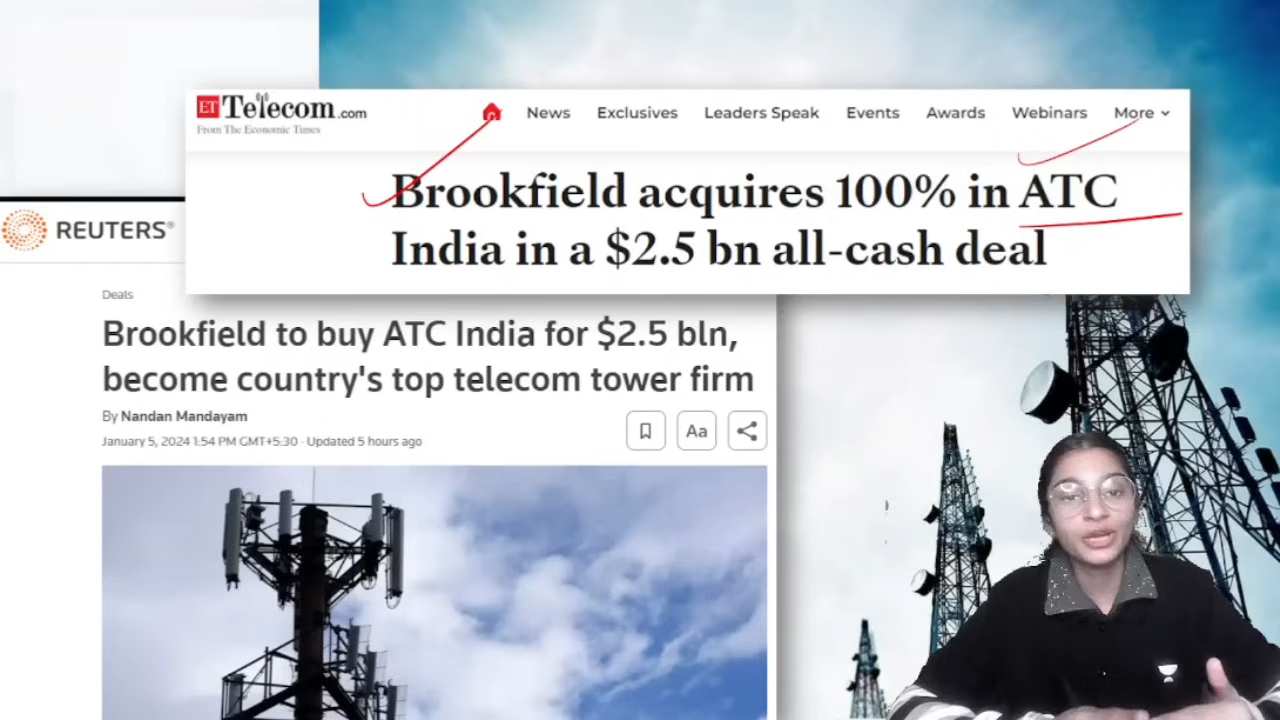 ET Telecom.com
From The Economic Times
News Exclusives Leaders Speak Events Awards Webinars More
Brookfield acquires 100% in ATC
India in a $2.5 bn all-cash deal
REUTERS®
Deals
Brookfield to buy ATC India for $2.5 bln,
become country's top telecom tower firm
By Nandan Mandayam
January 5, 2024 1:54 PM GMT+5:30 · Updated 5 hours ago
Aa